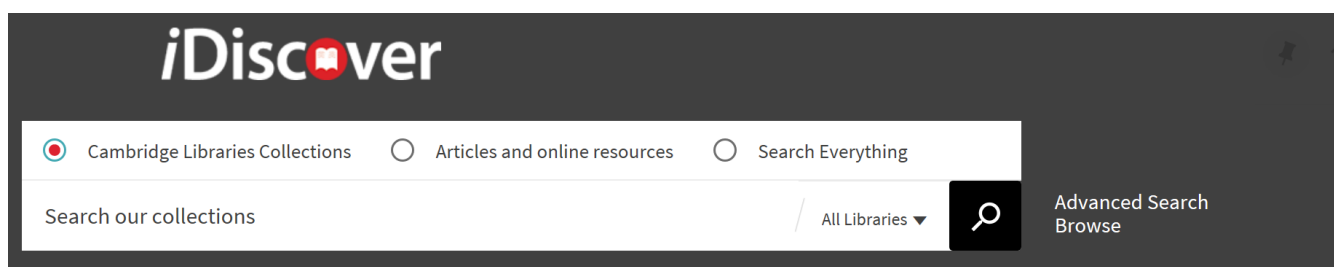 iDiscover
Cambridge Libraries Collections Articles and online resources Search Everything
Search our collections All Libraries
Advanced Search
Browse